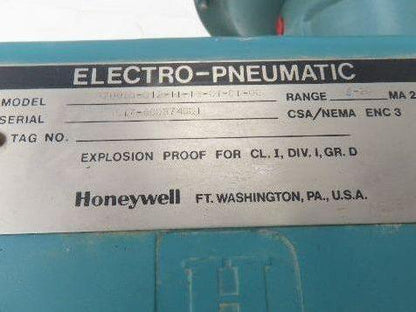 ELECTRO-PNEUMATIC
MODEL RANGE MA 2
SERIAL CSA/NEMA ENC 3
TAG NO.
EXPLOSION PROOF FOR CL. I, DIV. I, GR. D
Honeywell FT. WASHINGTON, PA., U.S.A.
H